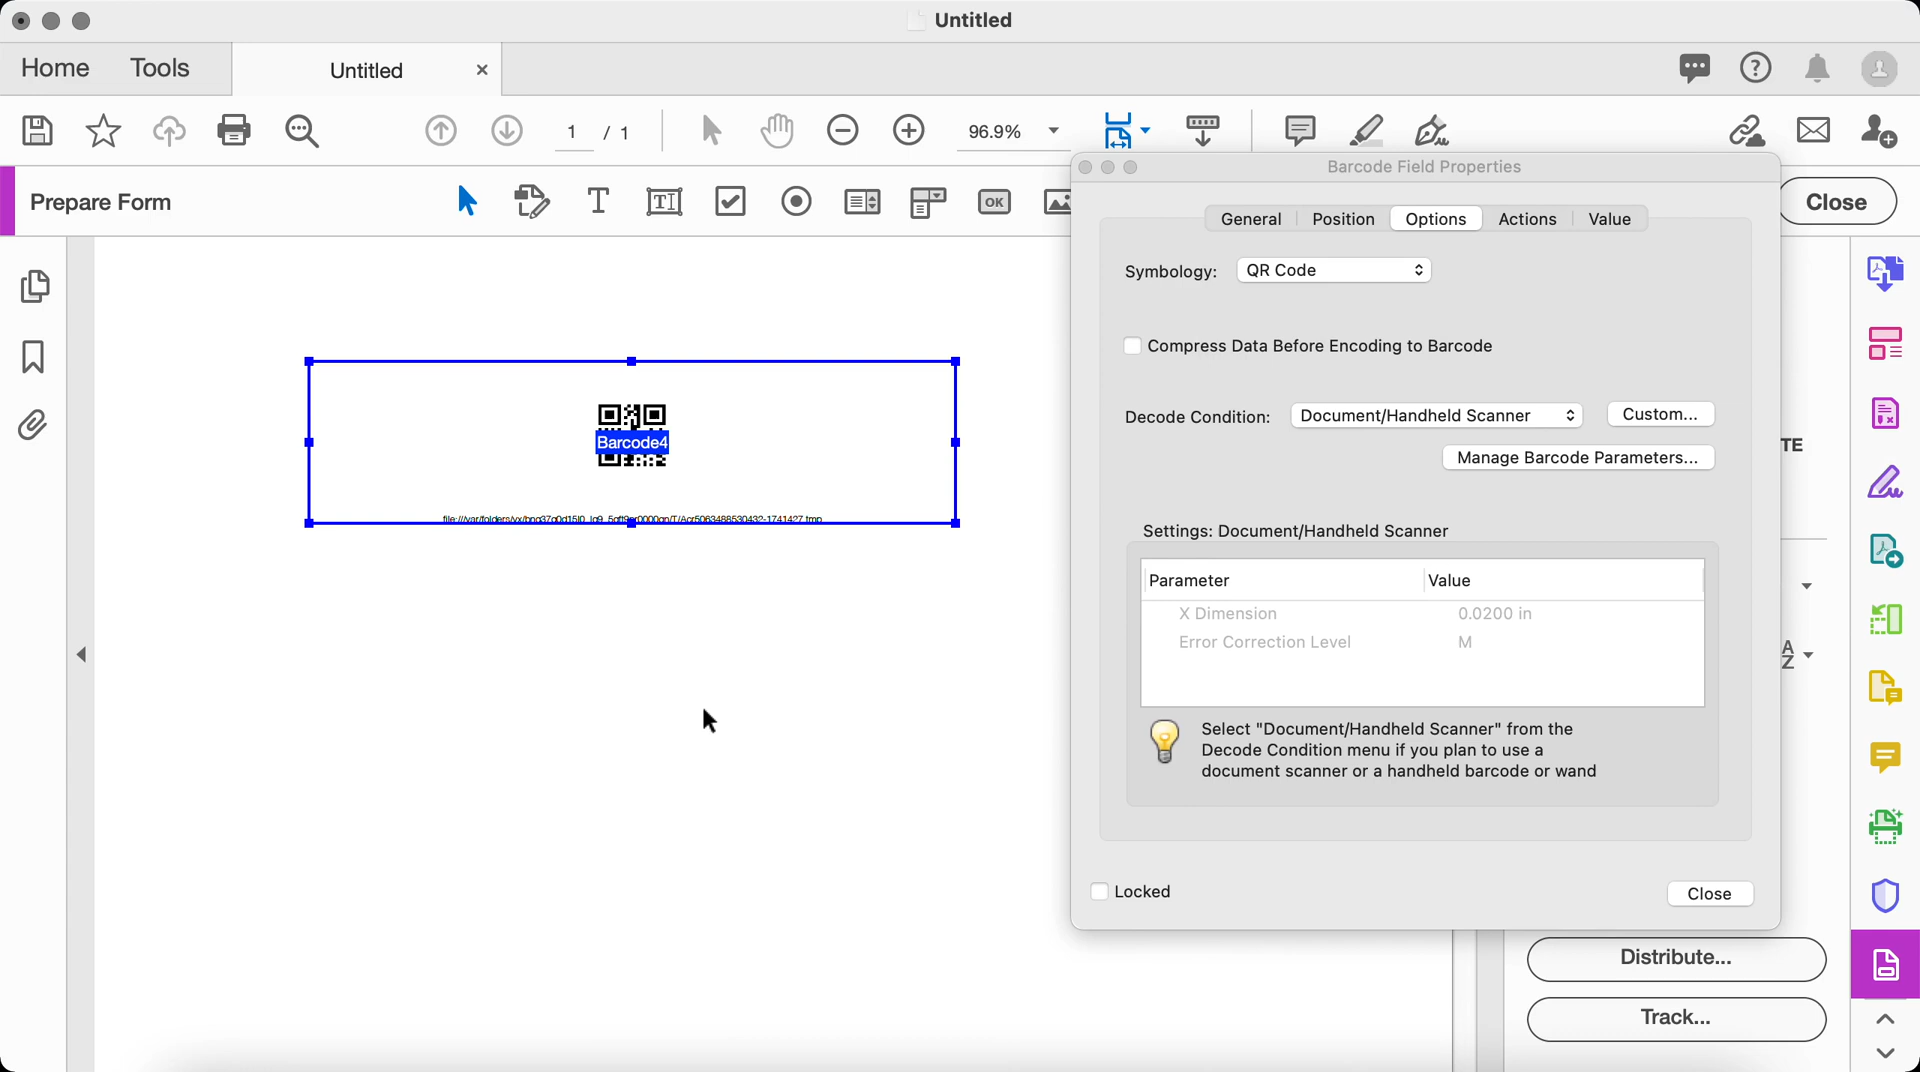 Untitled
Home Tools Untitled
1 / 1 96.9%
Prepare Form
OK
Close
Barcode Field Properties
General Position Options Actions Value
Symbology: QR Code
Compress Data Before Encoding to Barcode
Decode Condition: Document/Handheld Scanner Custom...
Manage Barcode Parameters...
Settings: Document/Handheld Scanner
Parameter Value
X Dimension 0.0200 in
Error Correction Level M
Select "Document/Handheld Scanner" from the
Decode Condition menu if you plan to use a
document scanner or a handheld barcode or wand
Locked Close
Barcode4
TE
A
Z
Distribute...
Track...